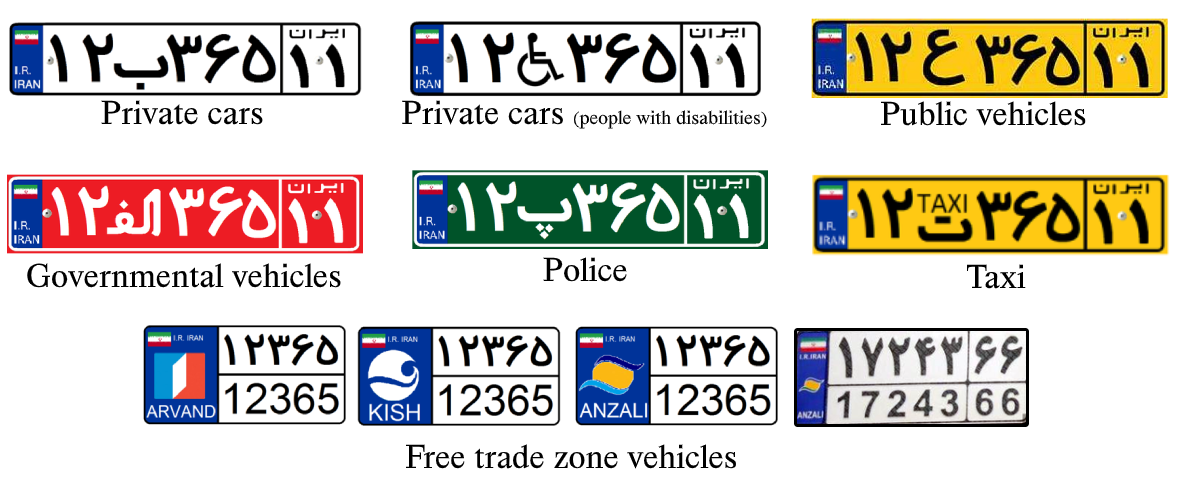 I.R. IRAN ۱۲ب۳۶۵ ایران ۱۱
Private cars
I.R. IRAN ۱۲ ۳۶۵ ایران ۱۱
Private cars (people with disabilities)
I.R. IRAN ۱۲ع۳۶۵ ایران ۱۱
Public vehicles
I.R. IRAN ۱۲الف۳۶۵ ایران ۱۱
Governmental vehicles
I.R. IRAN ۱۲پ۳۶۵ ایران ۱۱
Police
I.R. IRAN ۱۲ TAXI ت ۳۶۵ ایران ۱۱
Taxi
I.R. IRAN ۱۲۳۶۵
ARVAND 12365
I.R. IRAN ۱۲۳۶۵
KISH 12365
I.R. IRAN ۱۲۳۶۵
ANZALI 12365
I.R.IRAN ۱۷۲۴۳ ۶۶
ANZALI 17243 66
Free trade zone vehicles